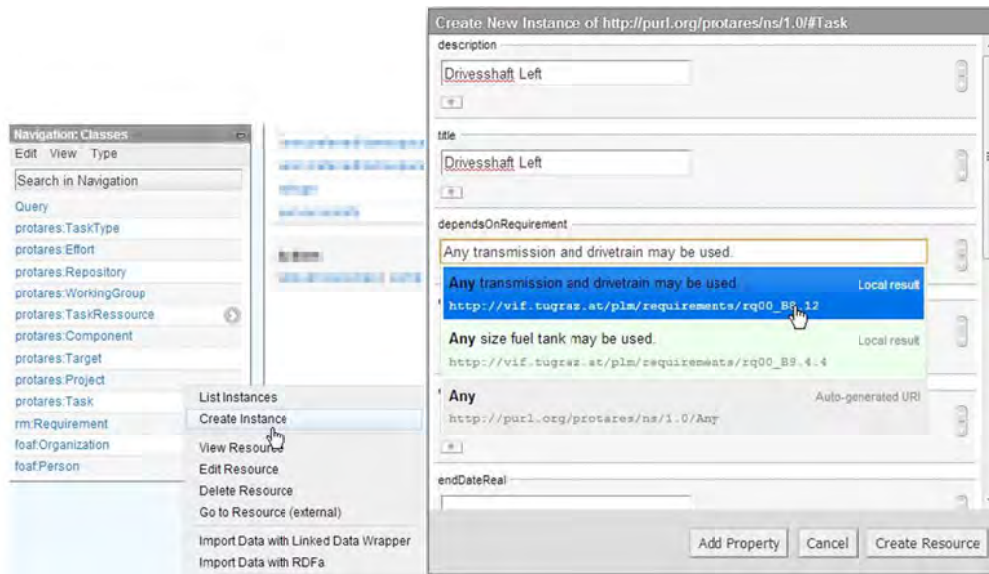 Navigation: Classes
Edit View Type
Search in Navigation
Query
protares:TaskType
protares:Effort
protares:Repository
protares:WorkingGroup
protares:TaskRessource
protares:Component
protares:Target
protares:Project
protares:Task
rm:Requirement
foaf:Organization
foaf:Person
List Instances
Create Instance
View Resource
Edit Resource
Delete Resource
Go to Resource (external)
Import Data with Linked Data Wrapper
Import Data with RDFa
Create New Instance of http://purl.org/protares/ns/1.0/#Task
description
Drivesshaft Left
title
Drivesshaft Left
dependsOnRequirement
Any transmission and drivetrain may be used.
Any transmission and drivetrain may be used. Local result
http://vif.tugraz.at/plm/requirements/rq00_B8.12
Any size fuel tank may be used. Local result
http://vif.tugraz.at/plm/requirements/rq00_B9.4.4
Any Auto-generated URI
http://purl.org/protares/ns/1.0/Any
endDateReal
Add Property Cancel Create Resource